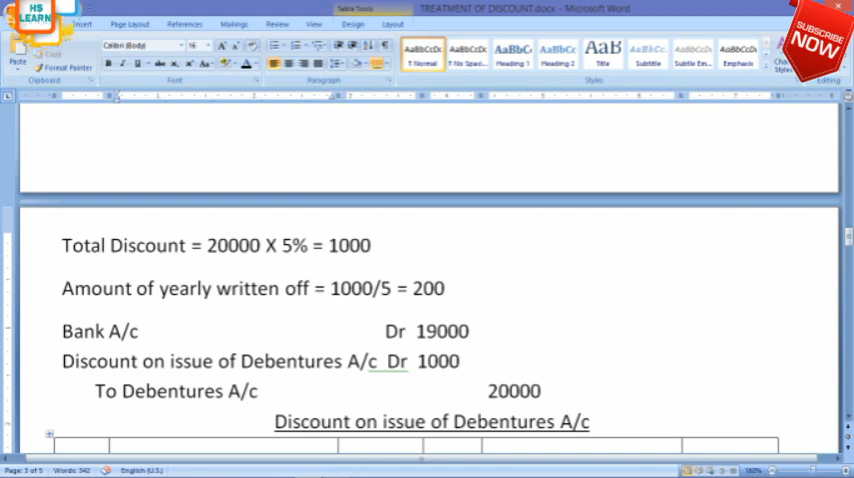 HS
LEARN
SUBSCRIBE
NOW
Table Tools
TREATMENT OF DISCOUNT.docx - Microsoft Word
Insert Page Layout References Mailings Review View Design Layout
Paste
Copy
Format Painter
Clipboard
Calibri (Body) 16
Font
Paragraph
AaBbCcDc AaBbCcDc AaBbC AaBbCc AaB AaBbCc. AaBbCcDc AaBbCcDc
¶ Normal ¶ No Spaci... Heading 1 Heading 2 Title Subtitle Subtle Em... Emphasis
Styles
Editing
Total Discount = 20000 X 5% = 1000
Amount of yearly written off = 1000/5 = 200
Bank A/c Dr 19000
Discount on issue of Debentures A/c Dr 1000
To Debentures A/c 20000
Discount on issue of Debentures A/c
Page: 3 of 5 Words: 342 English (U.S.) 160%